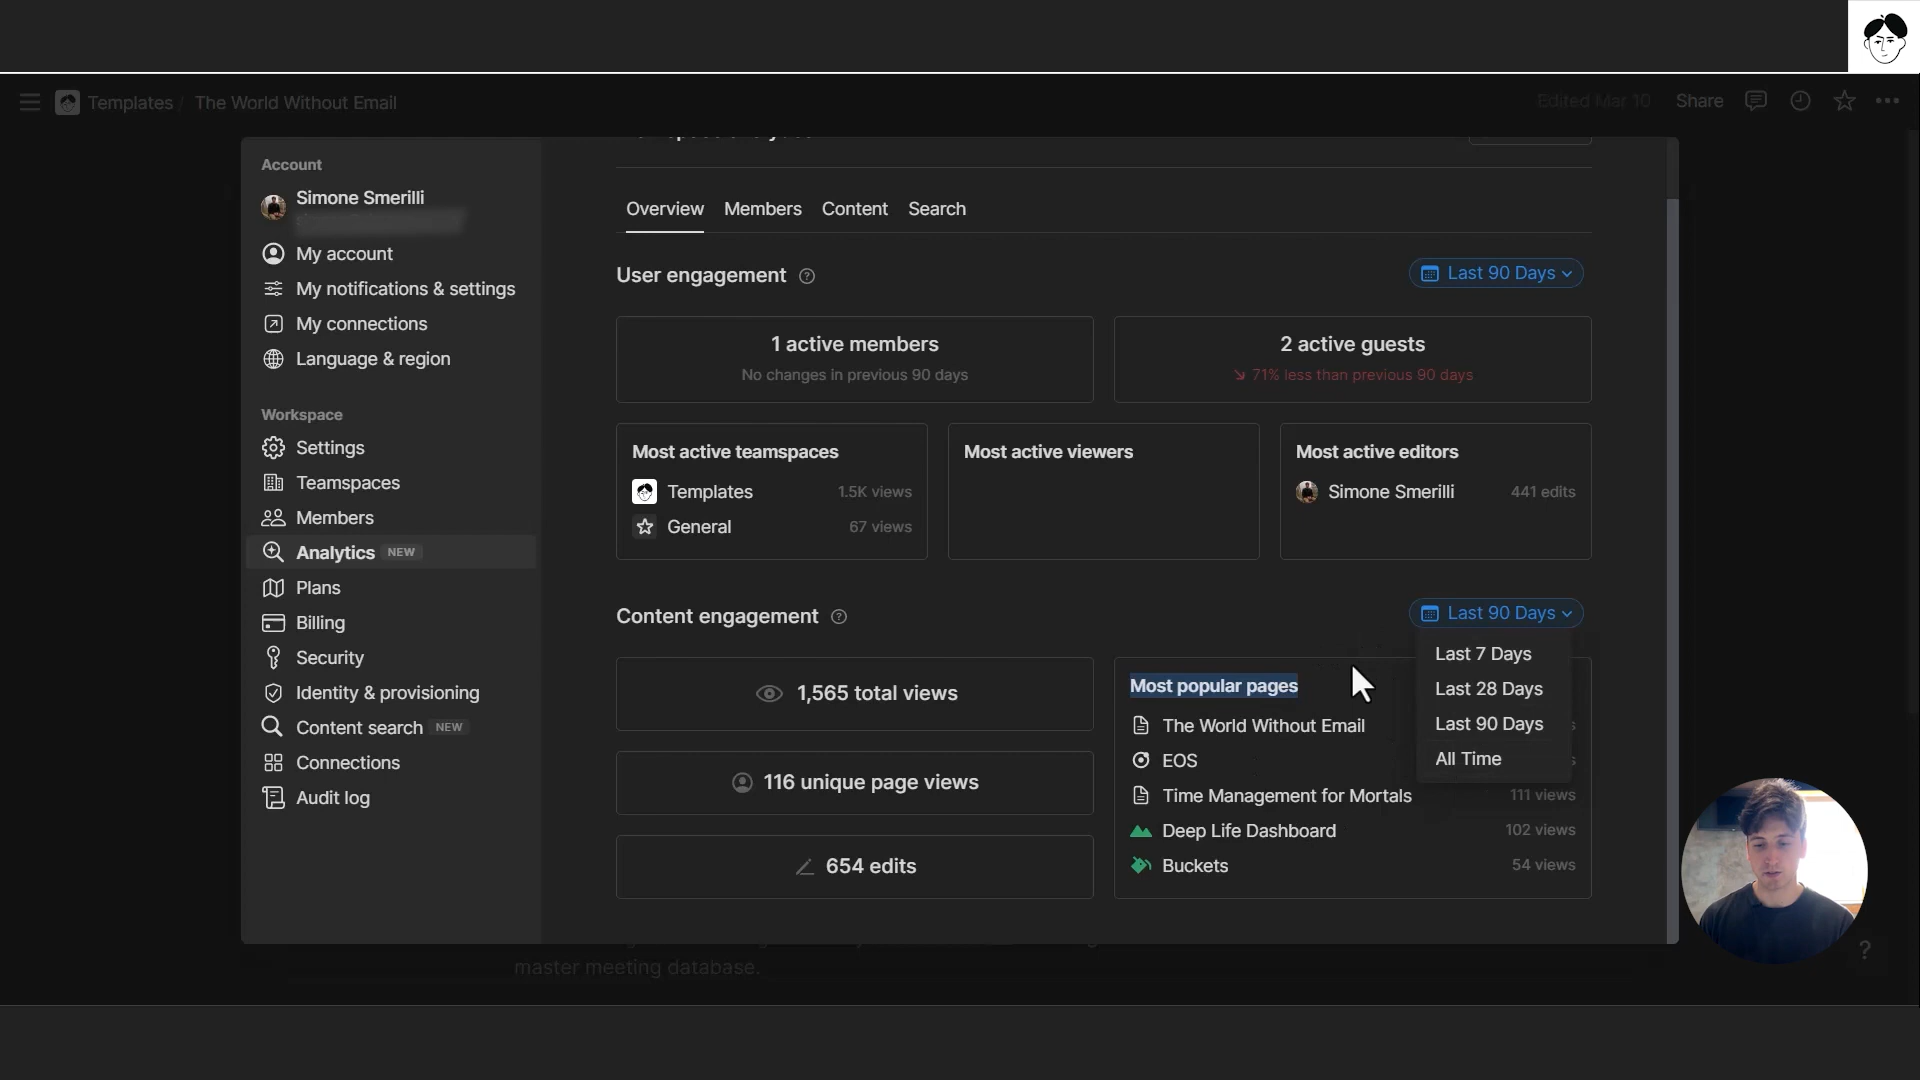 Templates / The World Without Email
Edited Mar 10
Share
Account
Simone Smerilli
My account
My notifications & settings
My connections
Language & region
Workspace
Settings
Teamspaces
Members
Analytics NEW
Plans
Billing
Security
Identity & provisioning
Content search NEW
Connections
Audit log
Overview Members Content Search
User engagement
Last 90 Days
1 active members
No changes in previous 90 days
2 active guests
71% less than previous 90 days
Most active teamspaces
Templates 1.5K views
General 67 views
Most active viewers
Most active editors
Simone Smerilli 441 edits
Content engagement
Last 90 Days
Last 7 Days
Last 28 Days
Last 90 Days
All Time
1,565 total views
116 unique page views
654 edits
Most popular pages
The World Without Email
EOS
Time Management for Mortals 111 views
Deep Life Dashboard 102 views
Buckets 54 views
master meeting database.